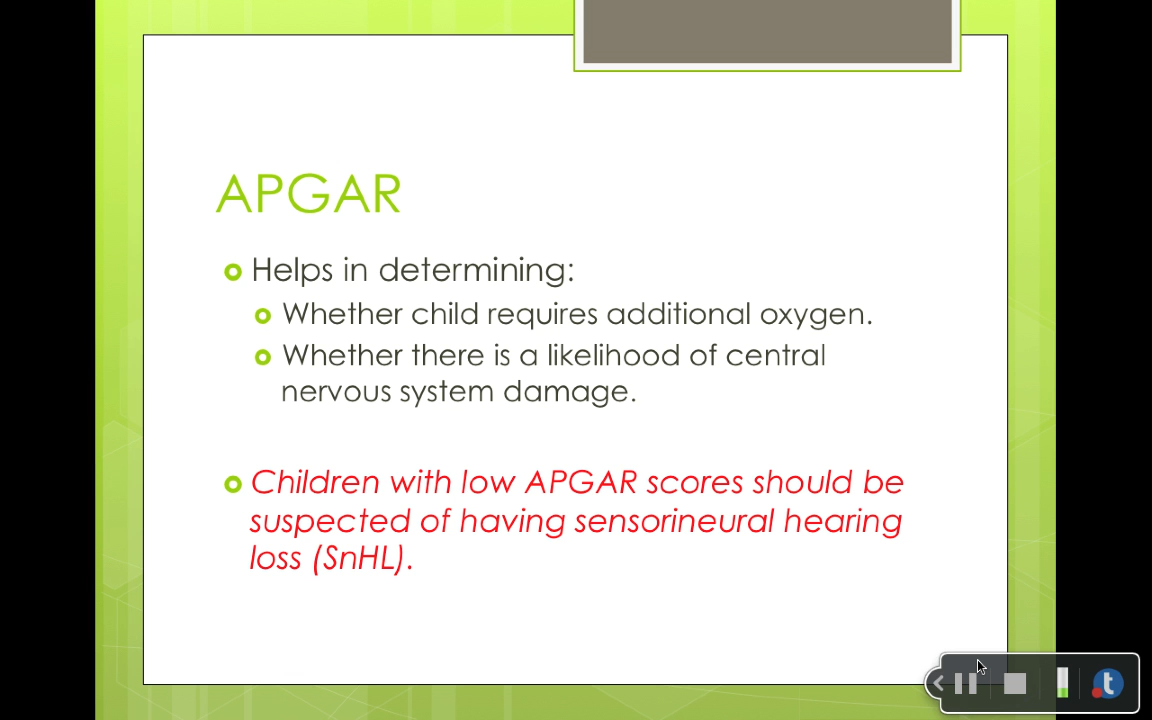 APGAR
Helps in determining:
Whether child requires additional oxygen.
Whether there is a likelihood of central
nervous system damage.
Children with low APGAR scores should be
suspected of having sensorineural hearing
loss (SnHL).
t